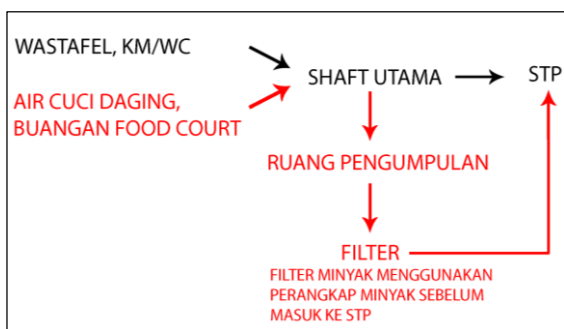 WASTAFEL, KM/WC
SHAFT UTAMA
STP
AIR CUCI DAGING,
BUANGAN FOOD COURT
RUANG PENGUMPULAN
FILTER
FILTER MINYAK MENGGUNAKAN
PERANGKAP MINYAK SEBELUM
MASUK KE STP